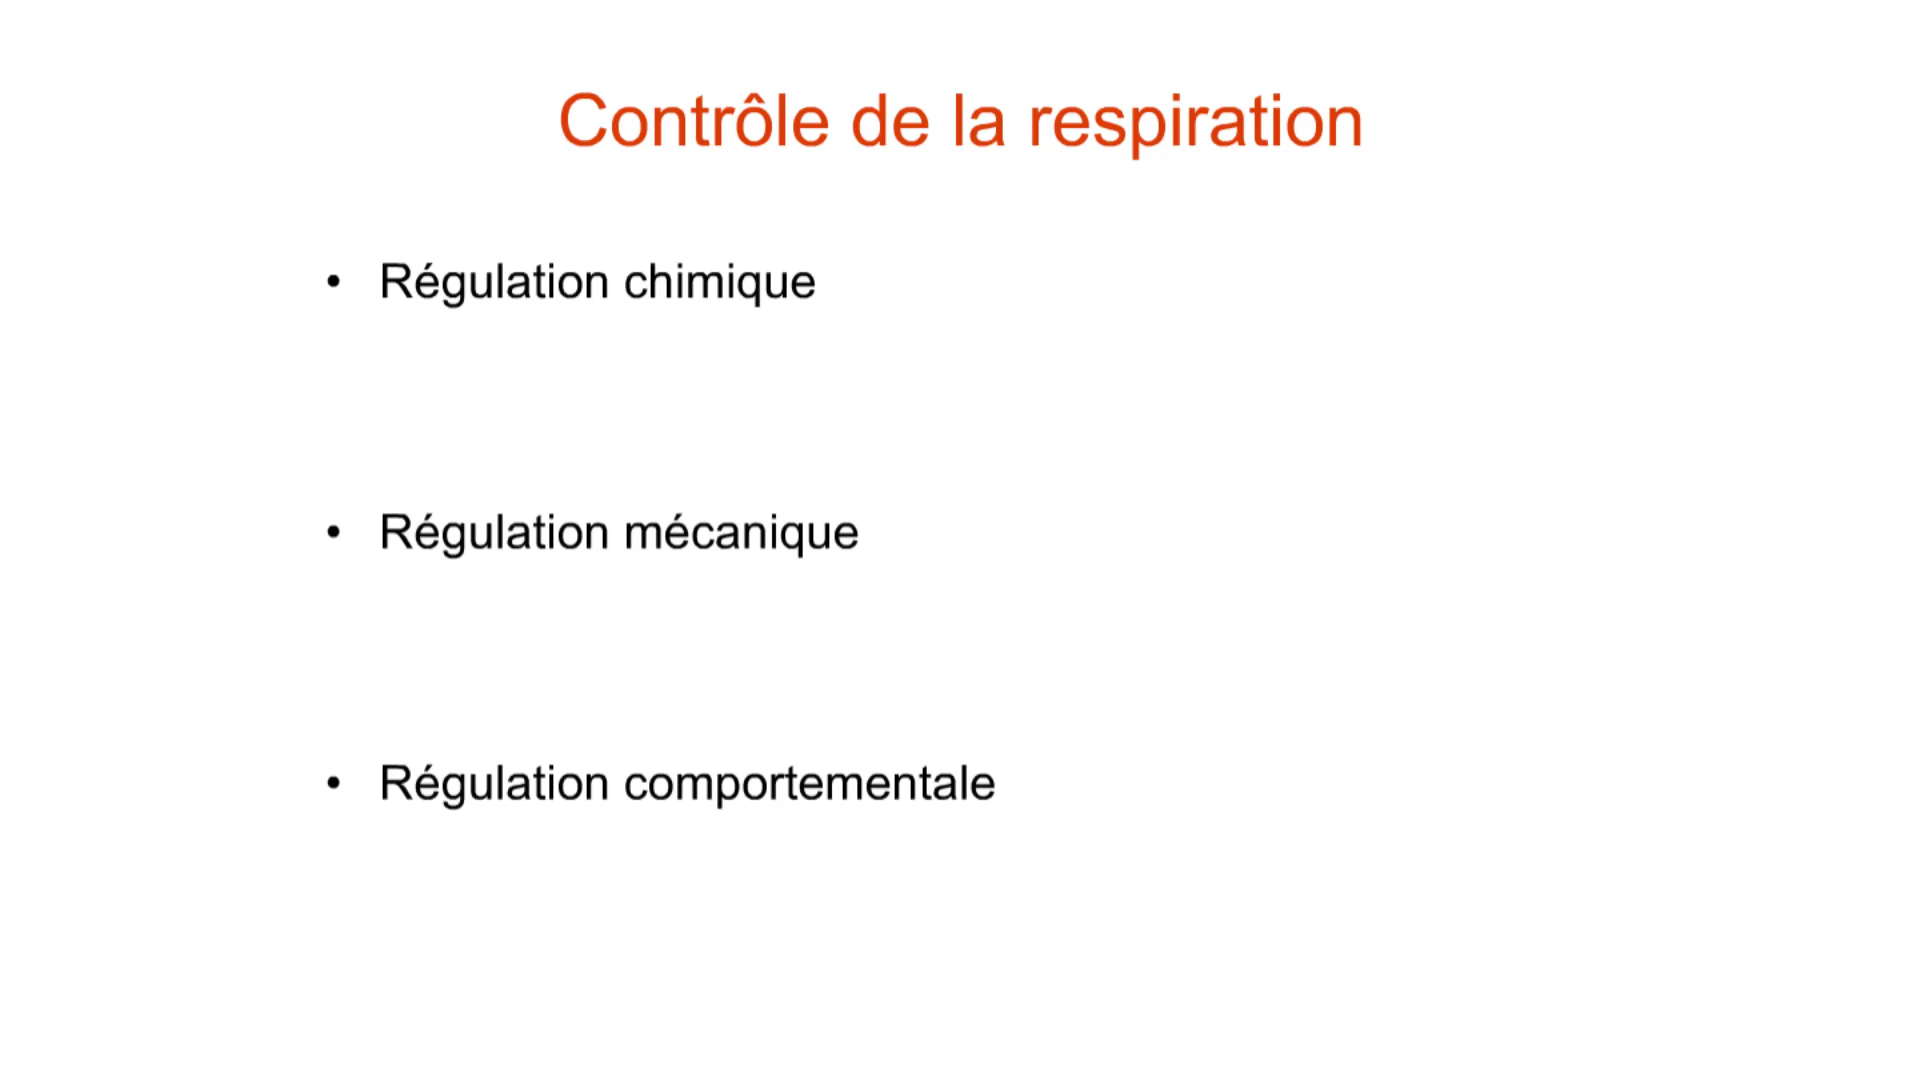 Contrôle de la respiration
• Régulation chimique
• Régulation mécanique
• Régulation comportementale